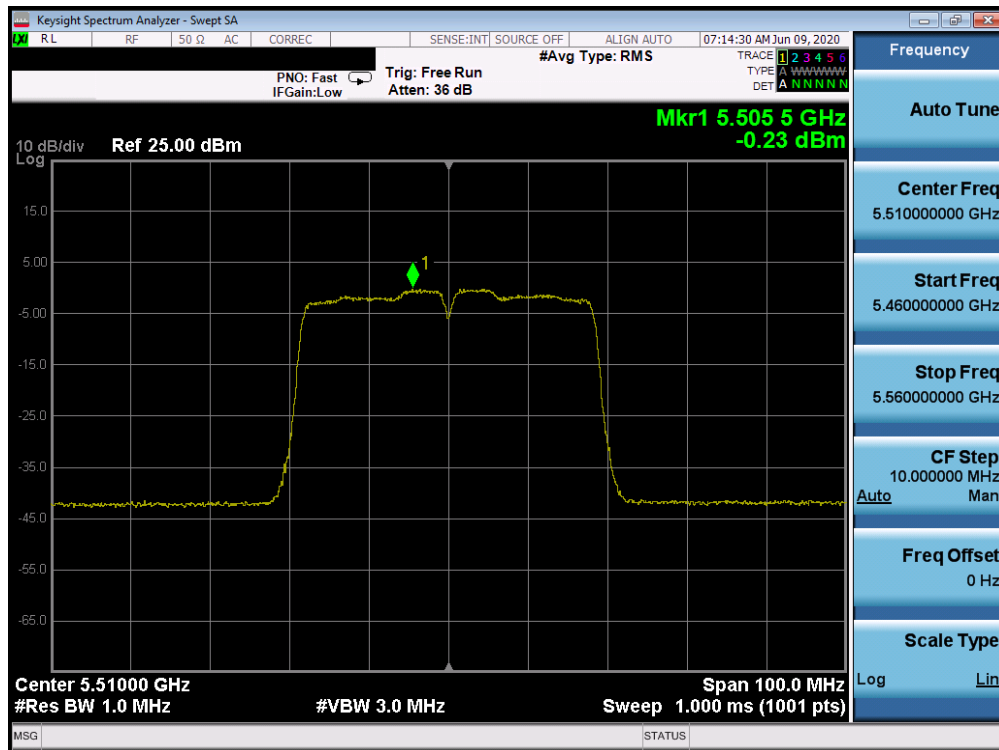 Keysight Spectrum Analyzer - Swept SA
LXI RL RF 50 Ω AC CORREC SENSE:INT SOURCE OFF ALIGN AUTO 07:14:30 AM Jun 09, 2020
#Avg Type: RMS
TRACE 1 2 3 4 5 6
PNO: Fast Trig: Free Run
TYPE A WWWWW
IFGain:Low Atten: 36 dB
DET A N N N N N
Mkr1 5.505 5 GHz
-0.23 dBm
10 dB/div Ref 25.00 dBm
Log
15.0
5.00
1
-5.00
-15.0
-25.0
-35.0
-45.0
-55.0
-65.0
Center 5.51000 GHz Span 100.0 MHz
#Res BW 1.0 MHz #VBW 3.0 MHz Sweep 1.000 ms (1001 pts)
MSG STATUS
Frequency
Auto Tune
Center Freq
5.510000000 GHz
Start Freq
5.460000000 GHz
Stop Freq
5.560000000 GHz
CF Step
10.000000 MHz
Auto Man
Freq Offset
0 Hz
Scale Type
Log Lin